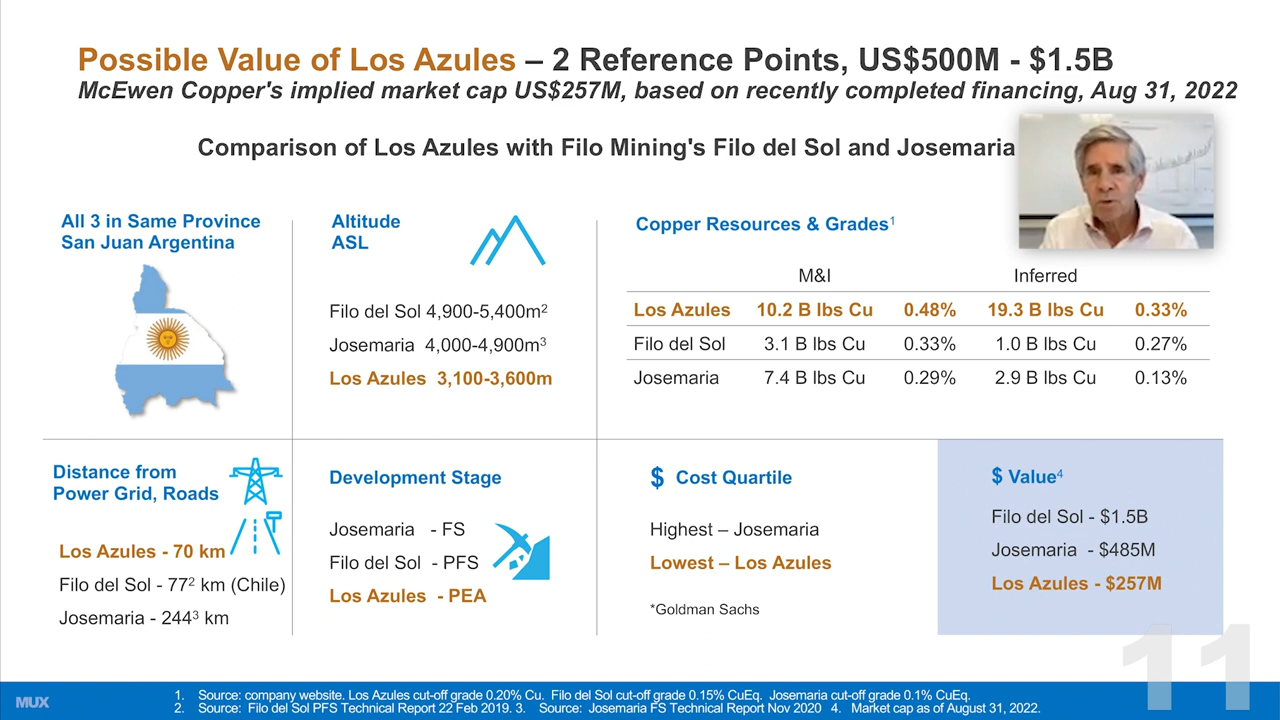 Possible Value of Los Azules – 2 Reference Points, US$500M - $1.5B
McEwen Copper's implied market cap US$257M, based on recently completed financing, Aug 31, 2022
Comparison of Los Azules with Filo Mining's Filo del Sol and Josemaria
All 3 in Same Province
San Juan Argentina
Altitude
ASL
Filo del Sol 4,900-5,400m²
Josemaria 4,000-4,900m³
Los Azules 3,100-3,600m
Copper Resources & Grades¹
M&I Inferred
Los Azules 10.2 B lbs Cu 0.48% 19.3 B lbs Cu 0.33%
Filo del Sol 3.1 B lbs Cu 0.33% 1.0 B lbs Cu 0.27%
Josemaria 7.4 B lbs Cu 0.29% 2.9 B lbs Cu 0.13%
Distance from
Power Grid, Roads
Los Azules - 70 km
Filo del Sol - 77² km (Chile)
Josemaria - 244³ km
Development Stage
Josemaria - FS
Filo del Sol - PFS
Los Azules - PEA
$ Cost Quartile
Highest – Josemaria
Lowest – Los Azules
*Goldman Sachs
$ Value⁴
Filo del Sol - $1.5B
Josemaria - $485M
Los Azules - $257M
11
MUX
1. Source: company website. Los Azules cut-off grade 0.20% Cu. Filo del Sol cut-off grade 0.15% CuEq. Josemaria cut-off grade 0.1% CuEq.
2. Source: Filo del Sol PFS Technical Report 22 Feb 2019. 3. Source: Josemaria FS Technical Report Nov 2020 4. Market cap as of August 31, 2022.